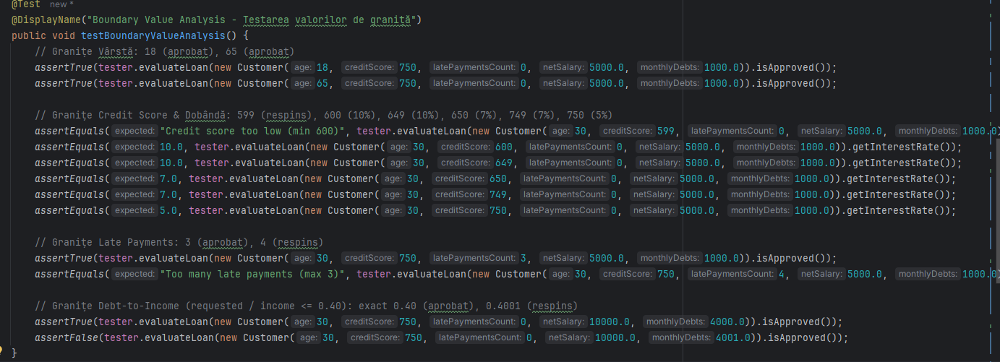 @Test new *
@DisplayName("Boundary Value Analysis - Testarea valorilor de graniță")
public void testBoundaryValueAnalysis() {
// Granițe Vârstă: 18 (aprobat), 65 (aprobat)
assertTrue(tester.evaluateLoan(new Customer( age: 18, creditScore: 750, latePaymentsCount: 0, netSalary: 5000.0, monthlyDebts: 1000.0)).isApproved());
assertTrue(tester.evaluateLoan(new Customer( age: 65, creditScore: 750, latePaymentsCount: 0, netSalary: 5000.0, monthlyDebts: 1000.0)).isApproved());
// Granițe Credit Score & Dobândă: 599 (respins), 600 (10%), 649 (10%), 650 (7%), 749 (7%), 750 (5%)
assertEquals( expected: "Credit score too low (min 600)", tester.evaluateLoan(new Customer( age: 30, creditScore: 599, latePaymentsCount: 0, netSalary: 5000.0, monthlyDebts: 1000.0)
assertEquals( expected: 10.0, tester.evaluateLoan(new Customer( age: 30, creditScore: 600, latePaymentsCount: 0, netSalary: 5000.0, monthlyDebts: 1000.0)).getInterestRate());
assertEquals( expected: 10.0, tester.evaluateLoan(new Customer( age: 30, creditScore: 649, latePaymentsCount: 0, netSalary: 5000.0, monthlyDebts: 1000.0)).getInterestRate());
assertEquals( expected: 7.0, tester.evaluateLoan(new Customer( age: 30, creditScore: 650, latePaymentsCount: 0, netSalary: 5000.0, monthlyDebts: 1000.0)).getInterestRate());
assertEquals( expected: 7.0, tester.evaluateLoan(new Customer( age: 30, creditScore: 749, latePaymentsCount: 0, netSalary: 5000.0, monthlyDebts: 1000.0)).getInterestRate());
assertEquals( expected: 5.0, tester.evaluateLoan(new Customer( age: 30, creditScore: 750, latePaymentsCount: 0, netSalary: 5000.0, monthlyDebts: 1000.0)).getInterestRate());
// Granițe Late Payments: 3 (aprobat), 4 (respins)
assertTrue(tester.evaluateLoan(new Customer( age: 30, creditScore: 750, latePaymentsCount: 3, netSalary: 5000.0, monthlyDebts: 1000.0)).isApproved());
assertEquals( expected: "Too many late payments (max 3)", tester.evaluateLoan(new Customer( age: 30, creditScore: 750, latePaymentsCount: 4, netSalary: 5000.0, monthlyDebts: 1000.0)
// Granițe Debt-to-Income (requested / income <= 0.40): exact 0.40 (aprobat), 0.4001 (respins)
assertTrue(tester.evaluateLoan(new Customer( age: 30, creditScore: 750, latePaymentsCount: 0, netSalary: 10000.0, monthlyDebts: 4000.0)).isApproved());
assertFalse(tester.evaluateLoan(new Customer( age: 30, creditScore: 750, latePaymentsCount: 0, netSalary: 10000.0, monthlyDebts: 4001.0)).isApproved());
}